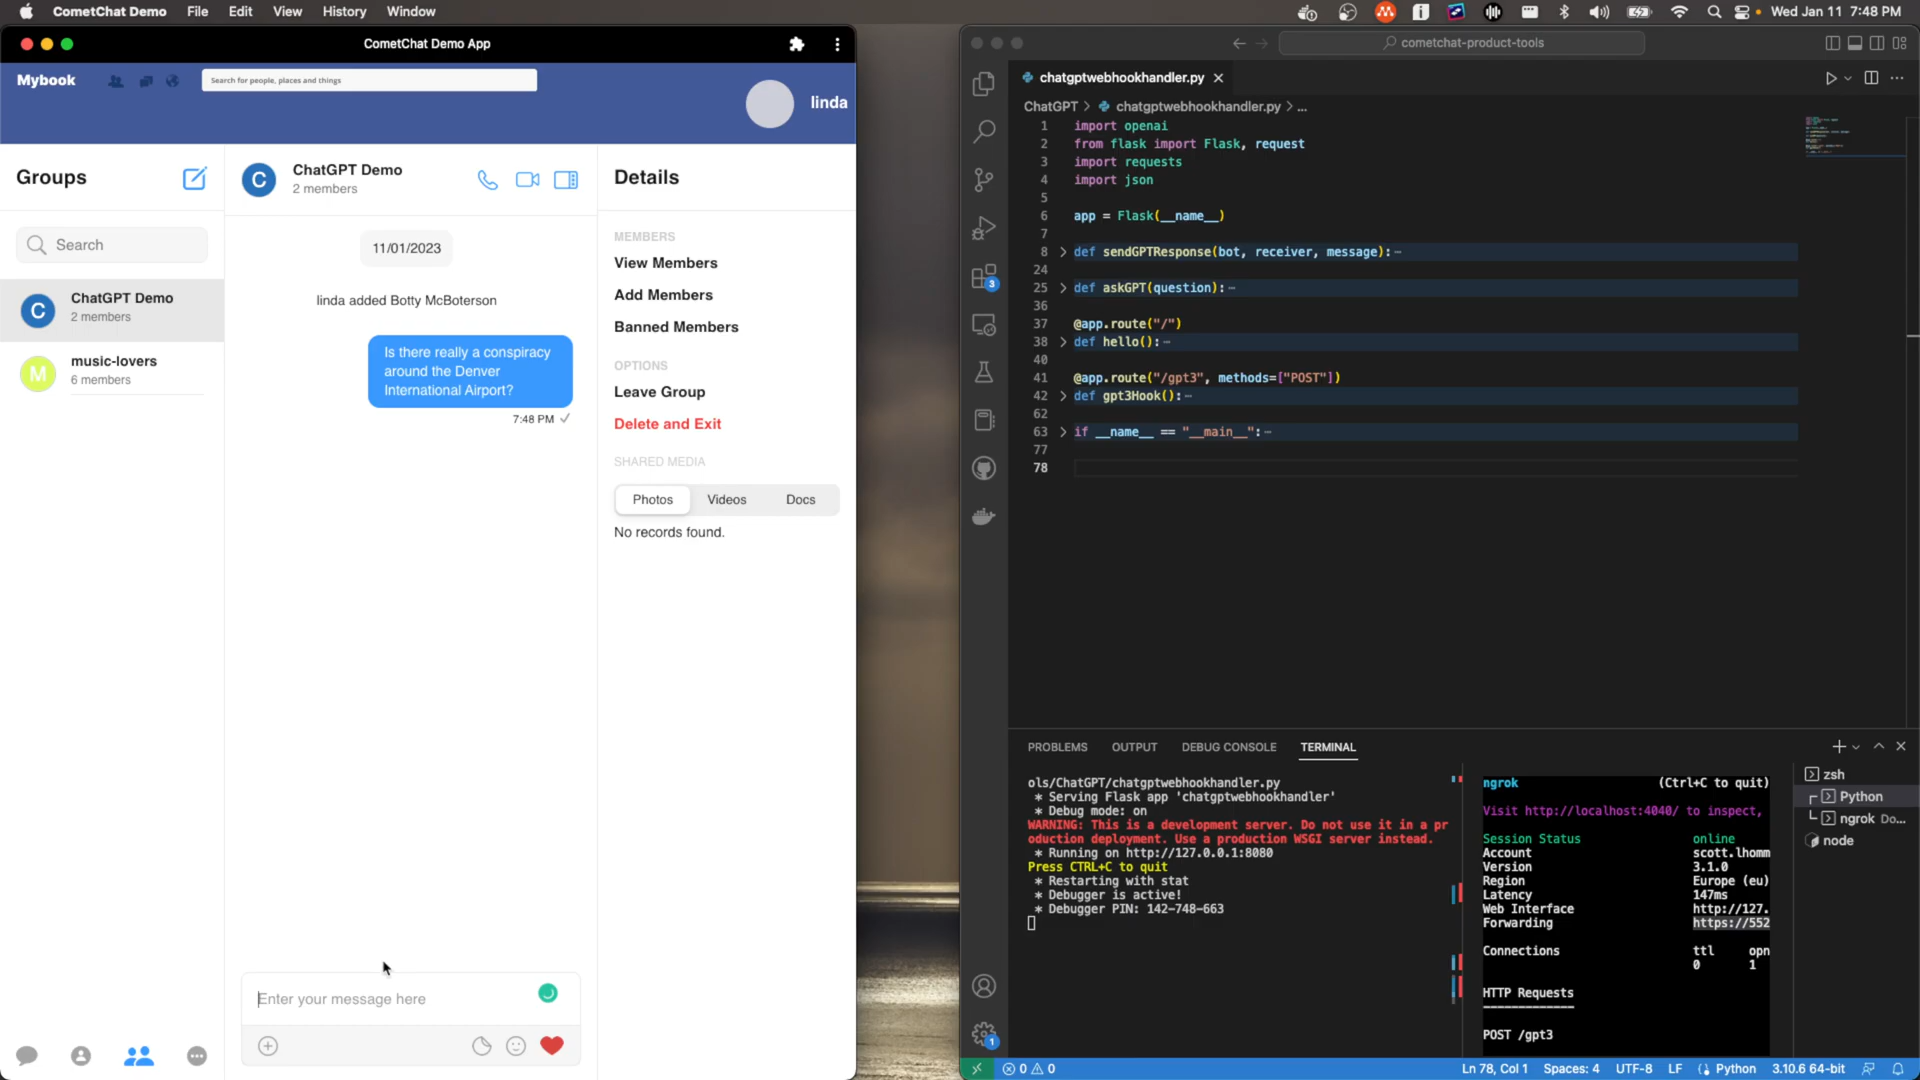 CometChat Demo File Edit View History Window
Wed Jan 11 7:48 PM
CometChat Demo App
Mybook
Search for people, places and things
linda
Groups
Search
C
ChatGPT Demo
2 members
M
music-lovers
6 members
C
ChatGPT Demo
2 members
11/01/2023
linda added Botty McBoterson
Is there really a conspiracy
around the Denver
International Airport?
7:48 PM
Enter your message here
Details
MEMBERS
View Members
Add Members
Banned Members
OPTIONS
Leave Group
Delete and Exit
SHARED MEDIA
Photos Videos Docs
No records found.
cometchat-product-tools
chatgptwebhookhandler.py
ChatGPT > chatgptwebhookhandler.py > ...
1 import openai
2 from flask import Flask, request
3 import requests
4 import json
5
6 app = Flask(__name__)
7
8 def sendGPTResponse(bot, receiver, message):
24
25 def askGPT(question):
36
37 @app.route("/")
38 def hello():
40
41 @app.route("/gpt3", methods=["POST"])
42 def gpt3Hook():
62
63 if __name__ == "__main__":
77
78
3
1
PROBLEMS OUTPUT DEBUG CONSOLE TERMINAL
ols/ChatGPT/chatgptwebhookhandler.py
* Serving Flask app 'chatgptwebhookhandler'
* Debug mode: on
WARNING: This is a development server. Do not use it in a pr
oduction deployment. Use a production WSGI server instead.
* Running on http://127.0.0.1:8080
Press CTRL+C to quit
* Restarting with stat
* Debugger is active!
* Debugger PIN: 142-748-663
ngrok (Ctrl+C to quit)
Visit http://localhost:4040/ to inspect,
Session Status online
Account scott.lhomm
Version 3.1.0
Region Europe (eu)
Latency 147ms
Web Interface http://127.
Forwarding https://552
Connections ttl opn
0 1
HTTP Requests
-------------
POST /gpt3
zsh
Python
ngrok Do...
node
0 0
Ln 78, Col 1 Spaces: 4 UTF-8 LF Python 3.10.6 64-bit